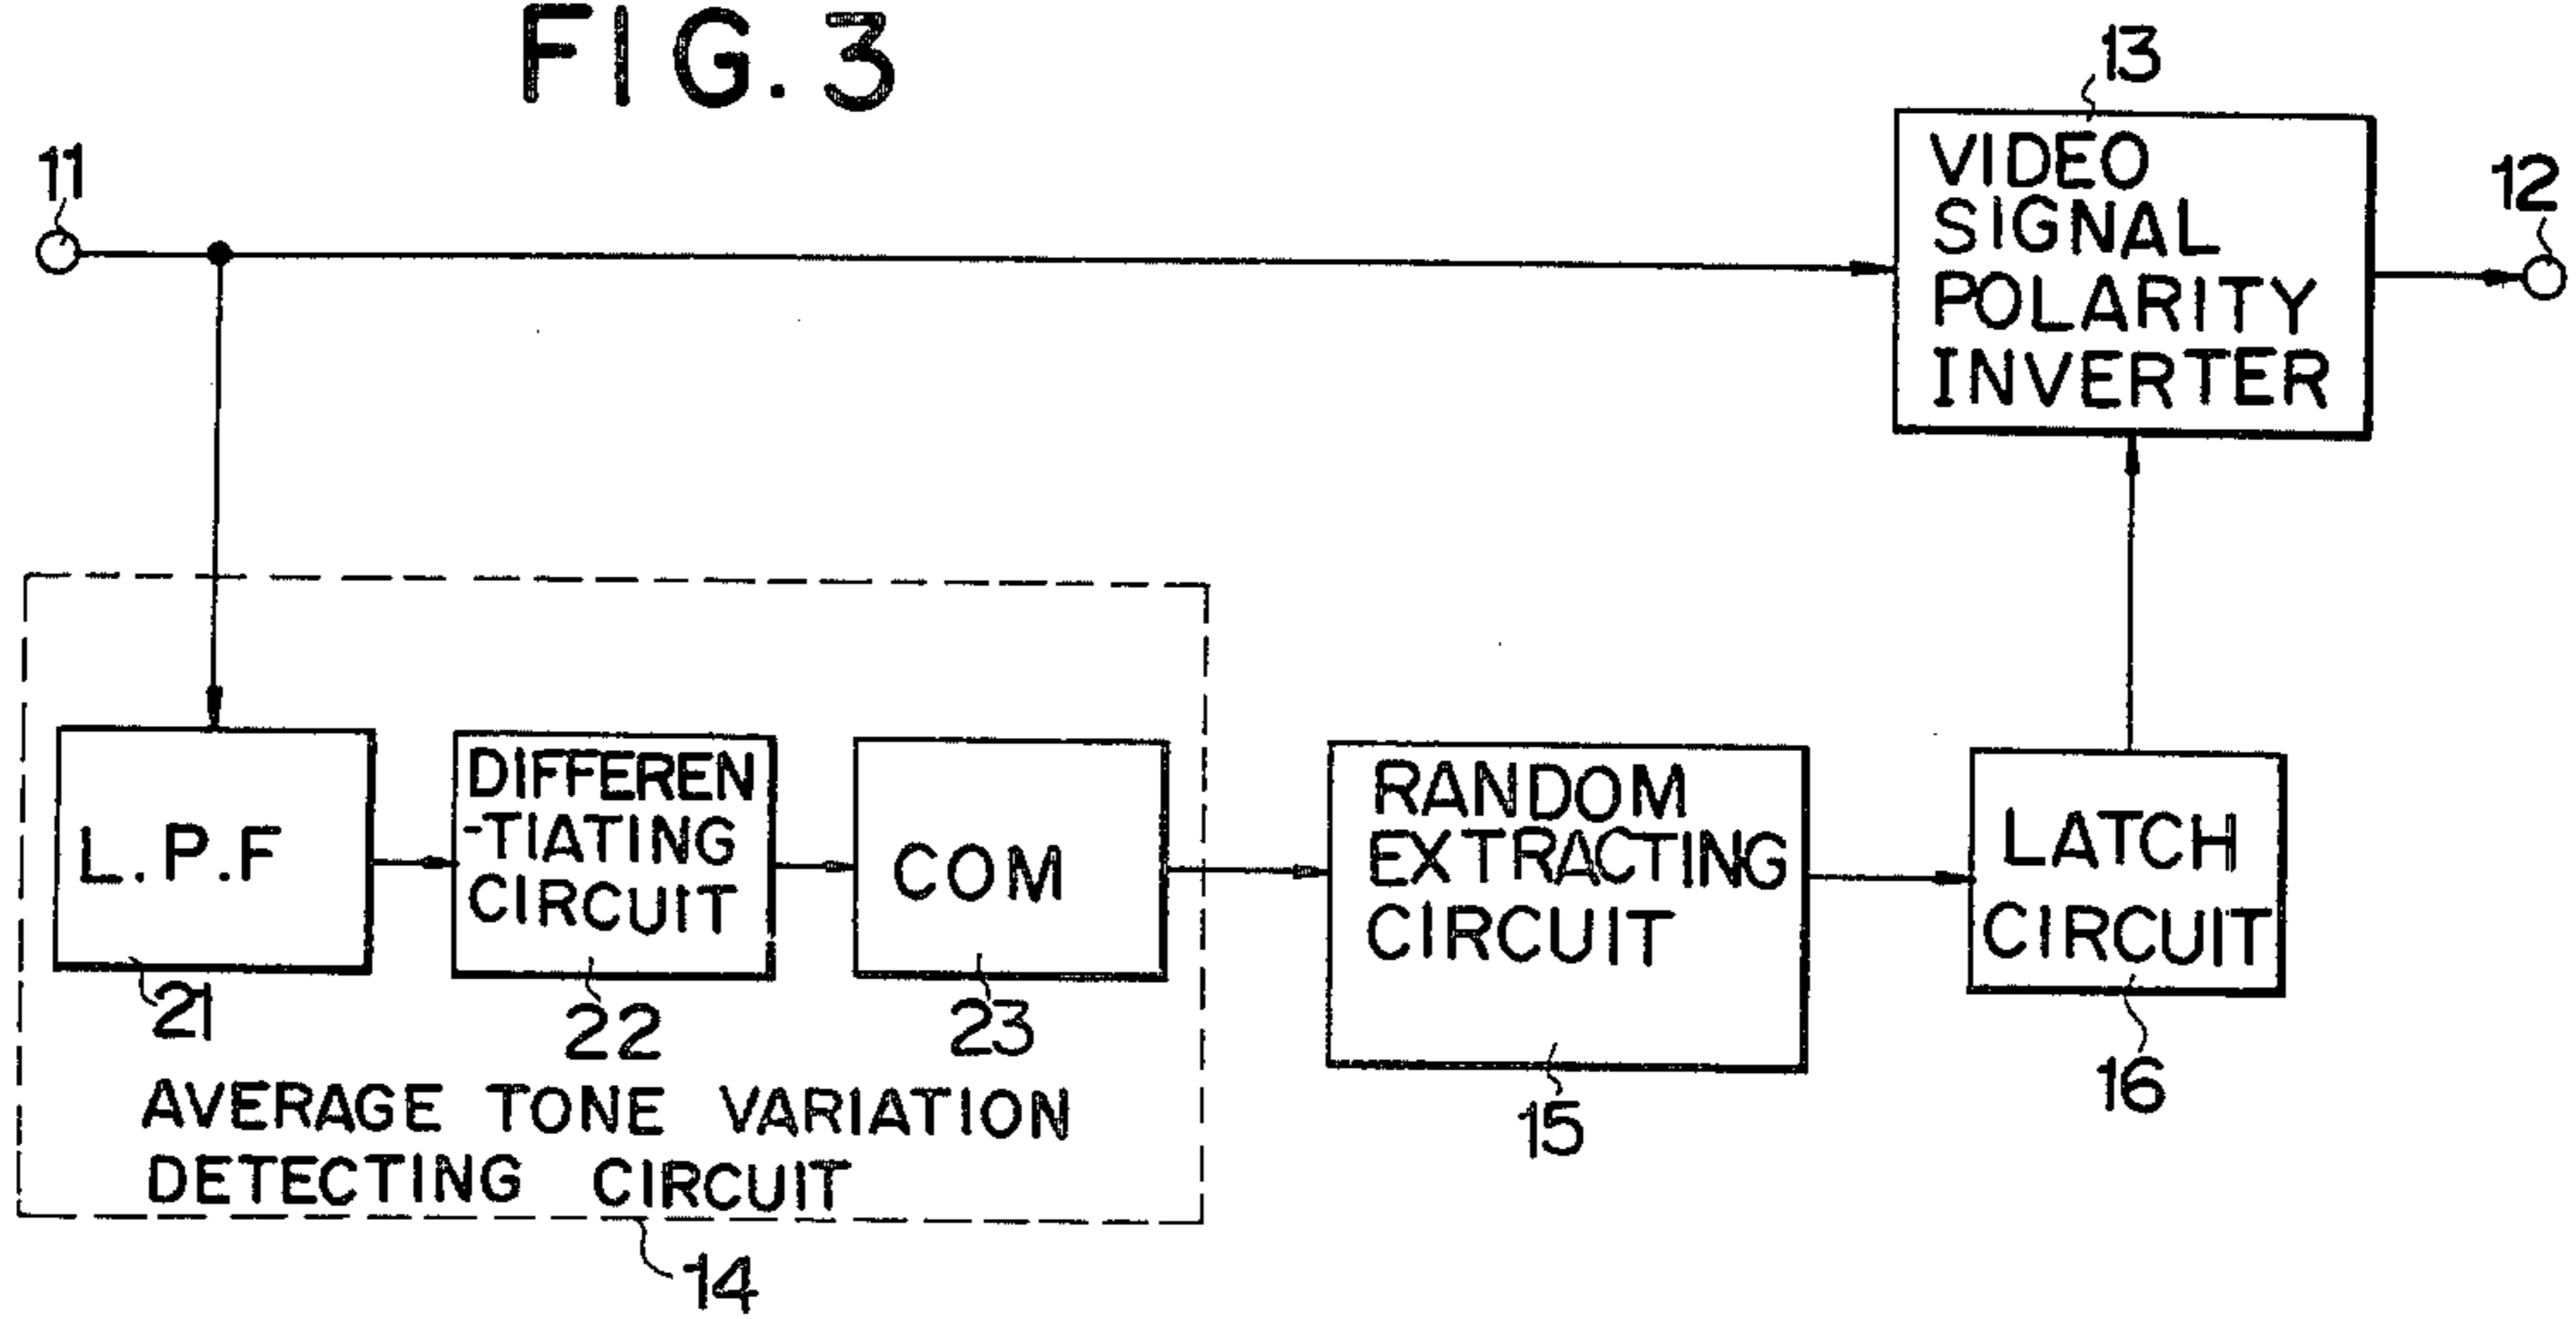 FIG. 3
13
VIDEO
SIGNAL
POLARITY
INVERTER
11
12
L.P.F
21
DIFFEREN
-TIATING
CIRCUIT
22
COM
23
AVERAGE TONE VARIATION
DETECTING CIRCUIT
14
RANDOM
EXTRACTING
CIRCUIT
15
LATCH
CIRCUIT
16